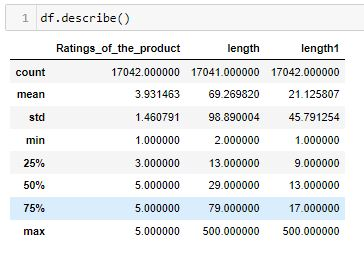 1 df.describe()
Ratings_of_the_product length length1
count 17042.000000 17041.000000 17042.000000
mean 3.931463 69.269820 21.125807
std 1.460791 98.890004 45.791254
min 1.000000 2.000000 1.000000
25% 3.000000 13.000000 9.000000
50% 5.000000 29.000000 13.000000
75% 5.000000 79.000000 17.000000
max 5.000000 500.000000 500.000000